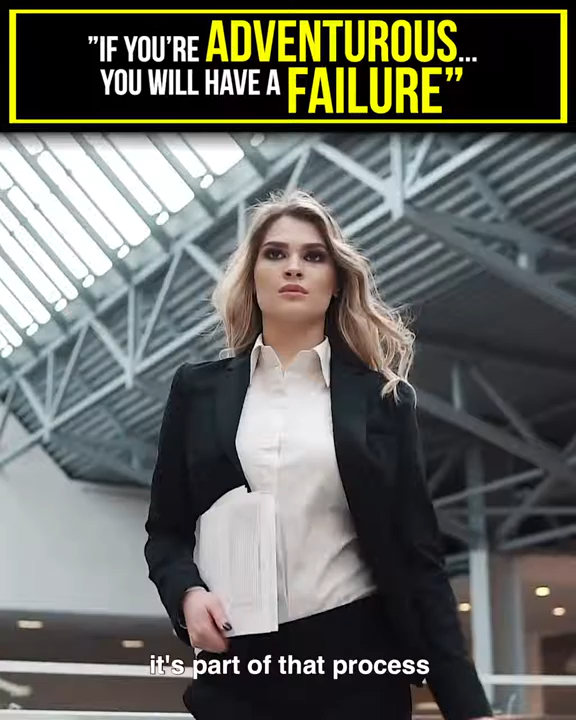 ”IF YOU’RE ADVENTUROUS...
YOU WILL HAVE A FAILURE”
it's part of that process